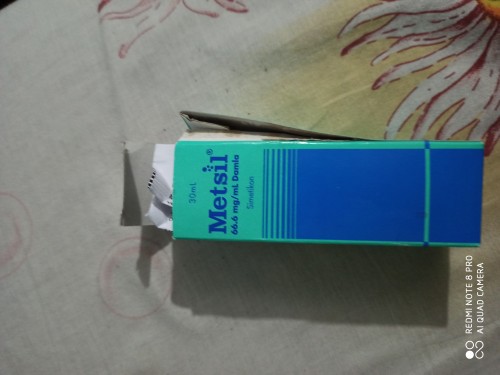 30mL
Metsil®
66.6 mg/mL Damla
Simetikon
REDMI NOTE 8 PRO
AI QUAD CAMERA